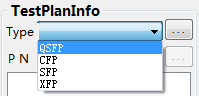 TestPlanInfo
Type ...
QSFP
P N CFP ...
SFP
XFP